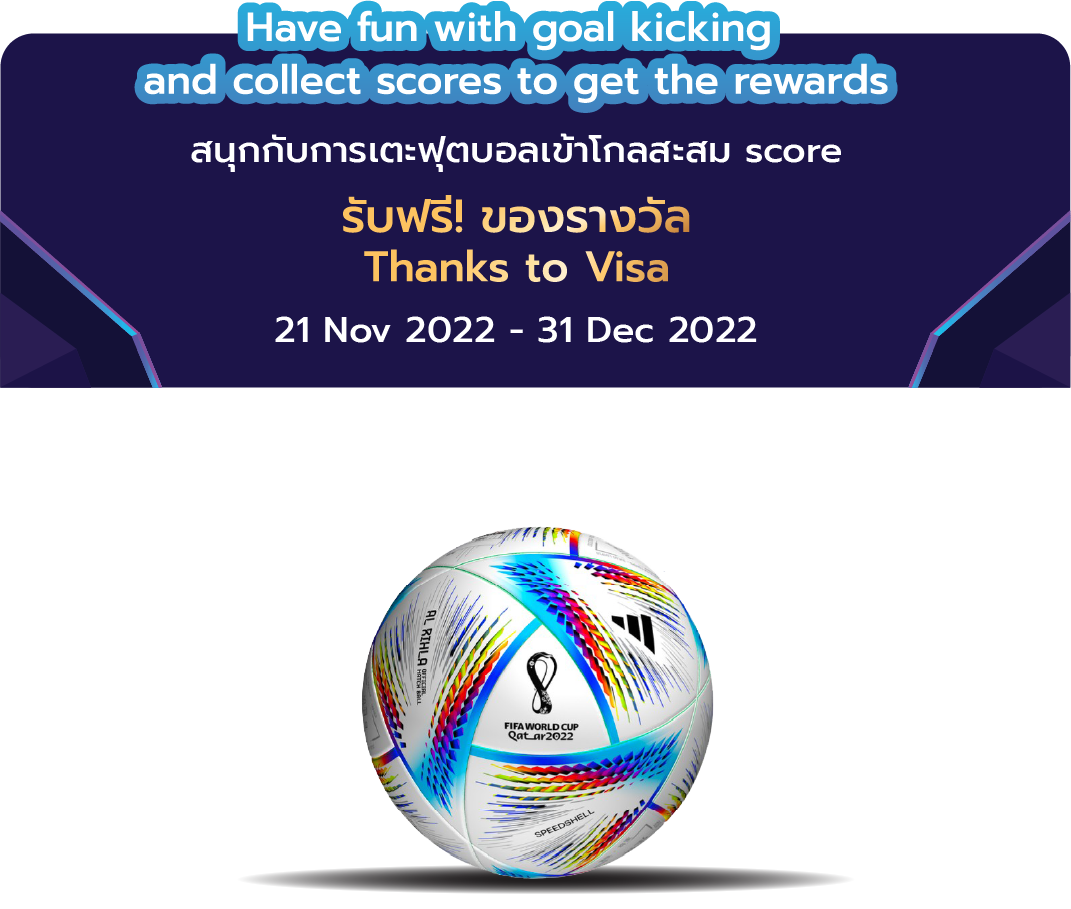 Have fun with goal kicking
and collect scores to get the rewards
สนุกกับการเตะฟุตบอลเข้าโกลสะสม score
รับฟรี! ของรางวัล
Thanks to Visa
21 Nov 2022 - 31 Dec 2022
AL RIHLA
OFFICIAL
MATCH BALL
FIFA WORLD CUP
Qatar2022
SPEEDSHELL